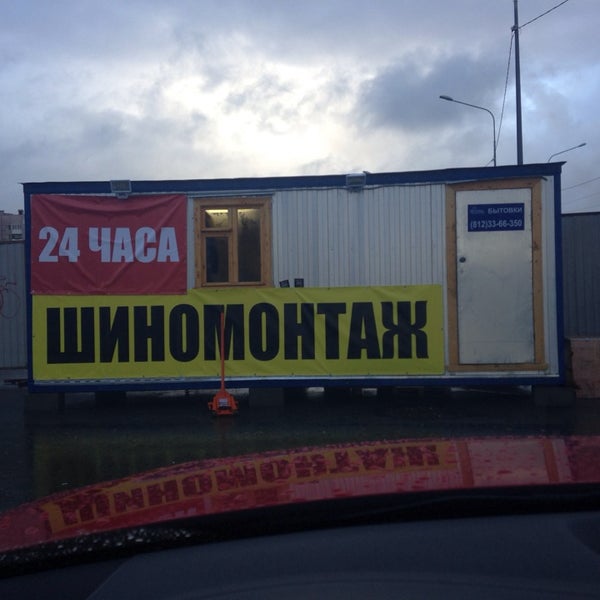 24 ЧАСА
ШИНОМОНТАЖ
БЫТОВКИ
(812)33-66-350